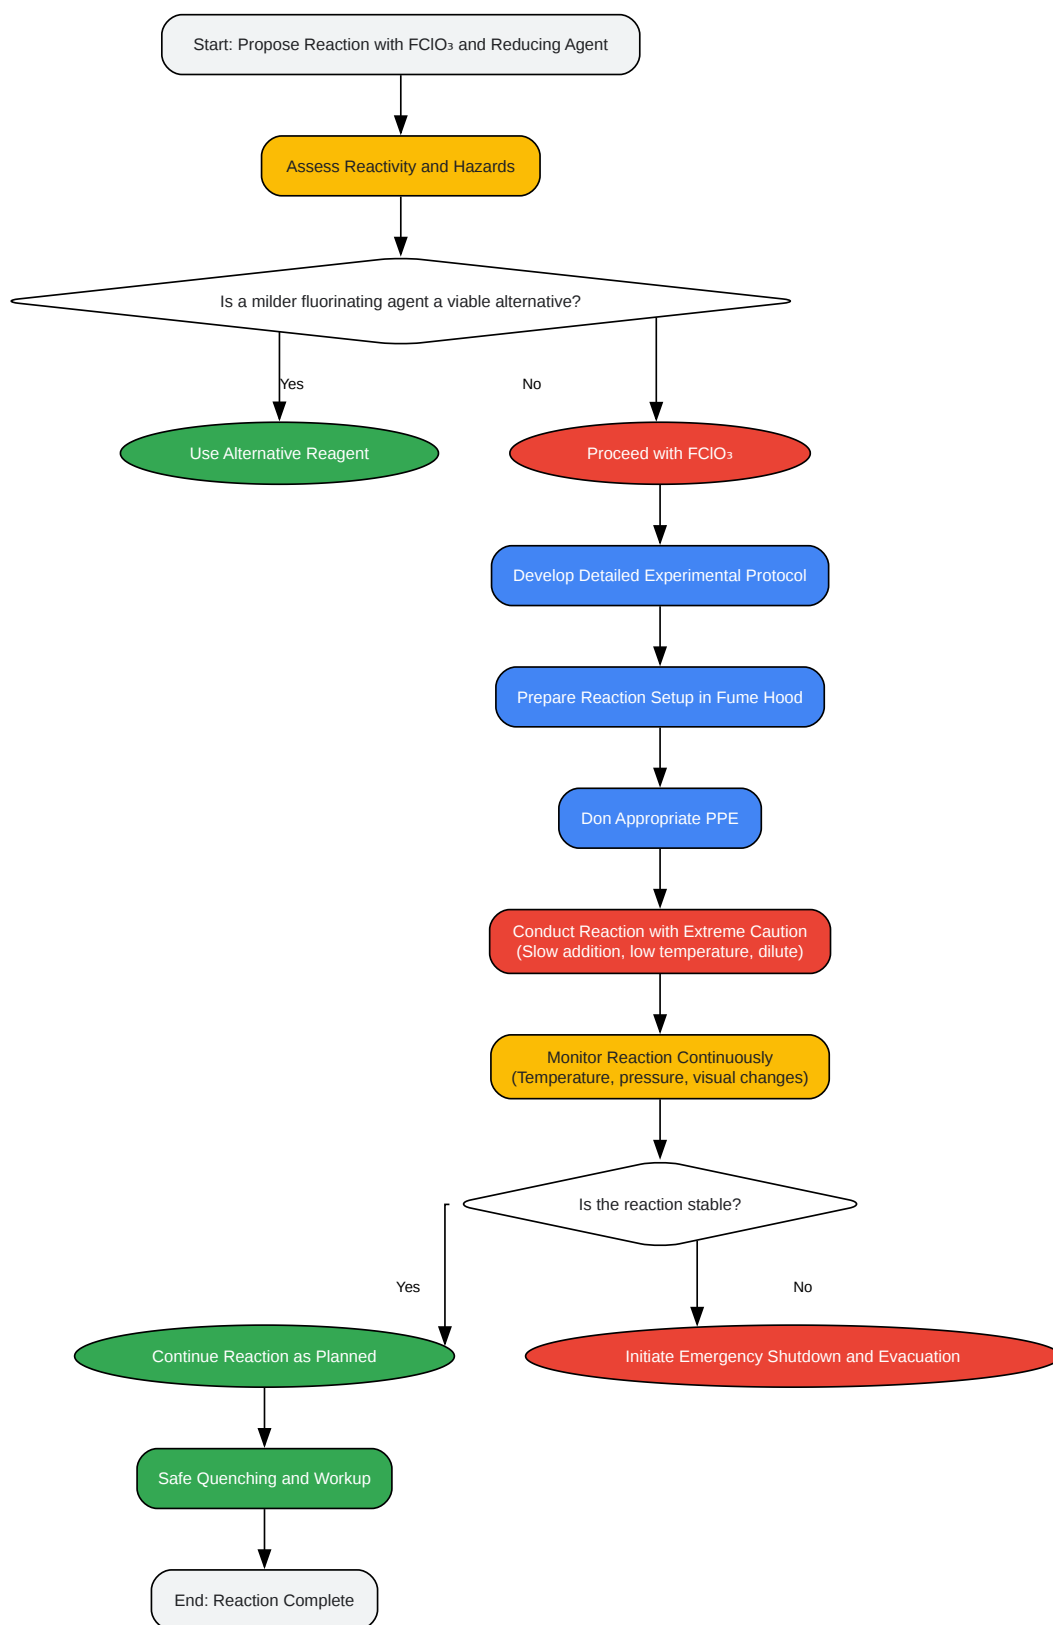 Start: Propose Reaction with FClO₃ and Reducing Agent
Assess Reactivity and Hazards
Is a milder fluorinating agent a viable alternative?
Yes
No
Use Alternative Reagent
Proceed with FClO₃
Develop Detailed Experimental Protocol
Prepare Reaction Setup in Fume Hood
Don Appropriate PPE
Conduct Reaction with Extreme Caution
(Slow addition, low temperature, dilute)
Monitor Reaction Continuously
(Temperature, pressure, visual changes)
Is the reaction stable?
Yes
No
Continue Reaction as Planned
Initiate Emergency Shutdown and Evacuation
Safe Quenching and Workup
End: Reaction Complete